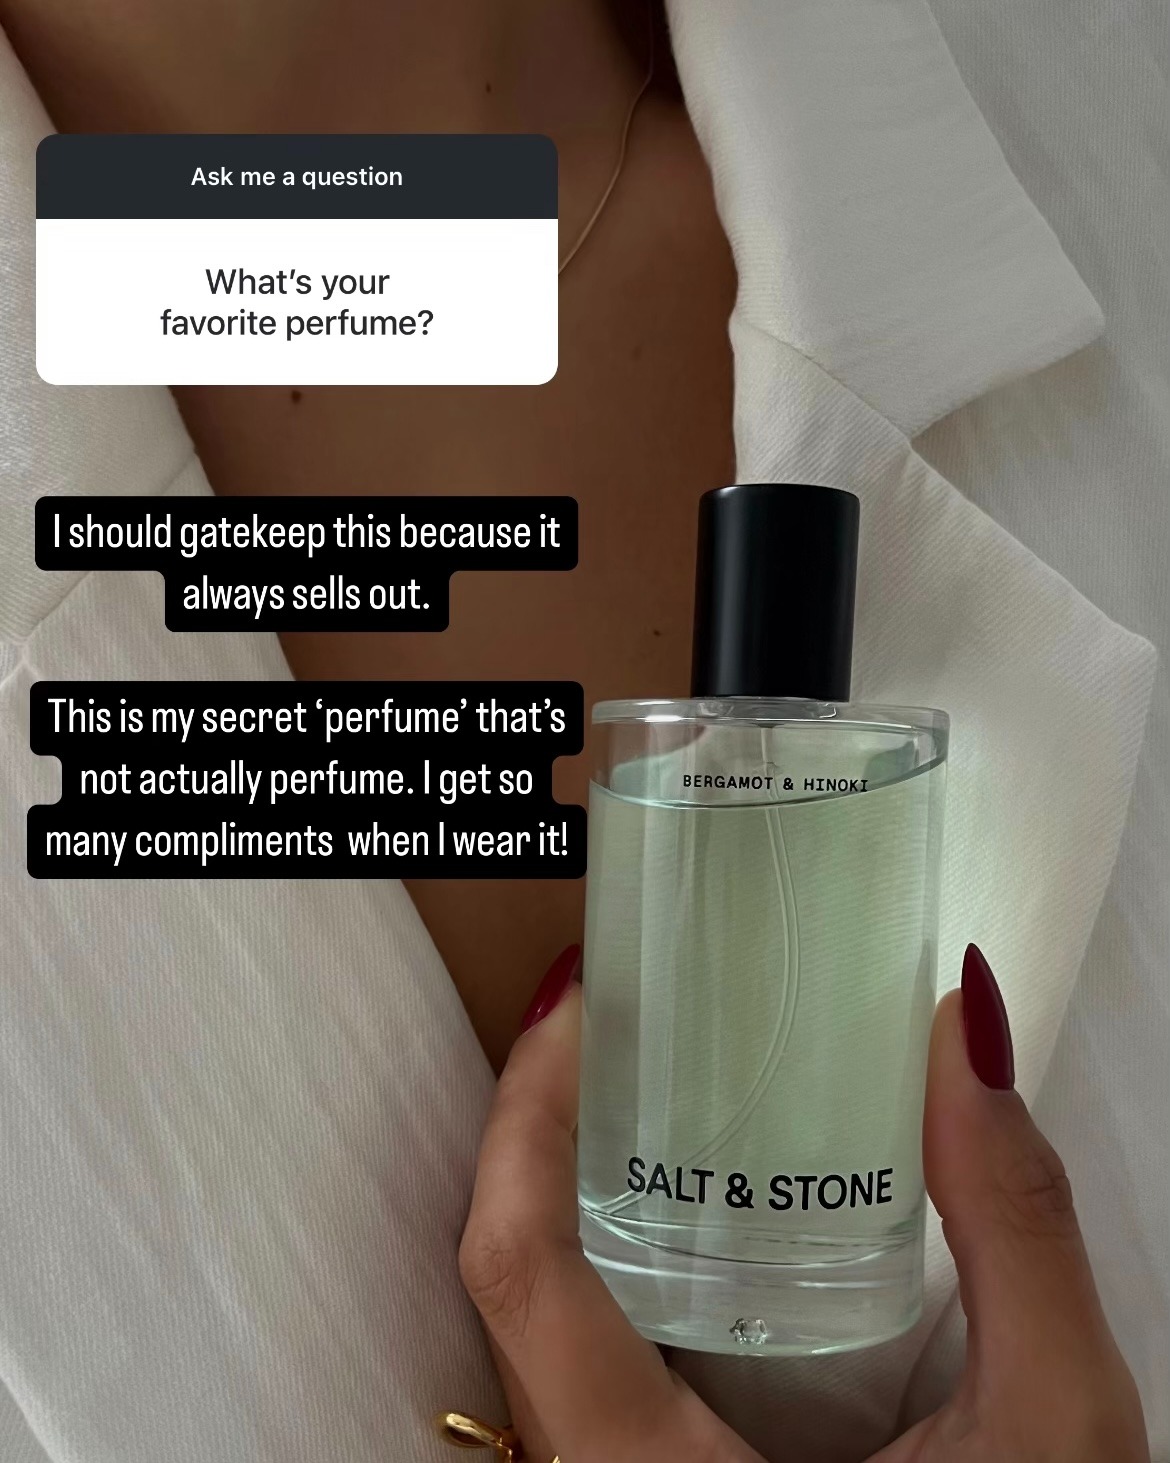 Ask me a question
What’s your
favorite perfume?
I should gatekeep this because it
always sells out.
This is my secret ‘perfume’ that’s
not actually perfume. I get so
many compliments  when I wear it!
BERGAMOT & HINOKI
SALT & STONE